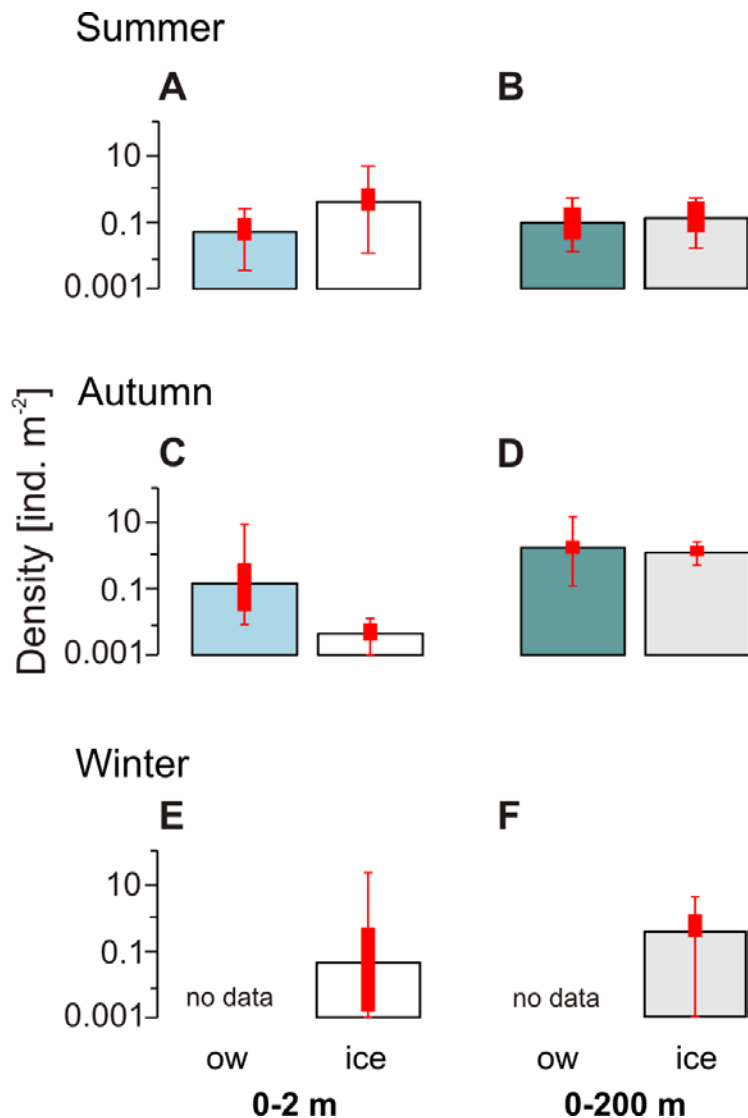 Summer
A B
10
0.1
0.001
Autumn
C D
10
0.1
0.001
Density [ind. m-2]
Winter
E F
10
0.1
0.001
no data no data
ow ice ow ice
0-2 m 0-200 m